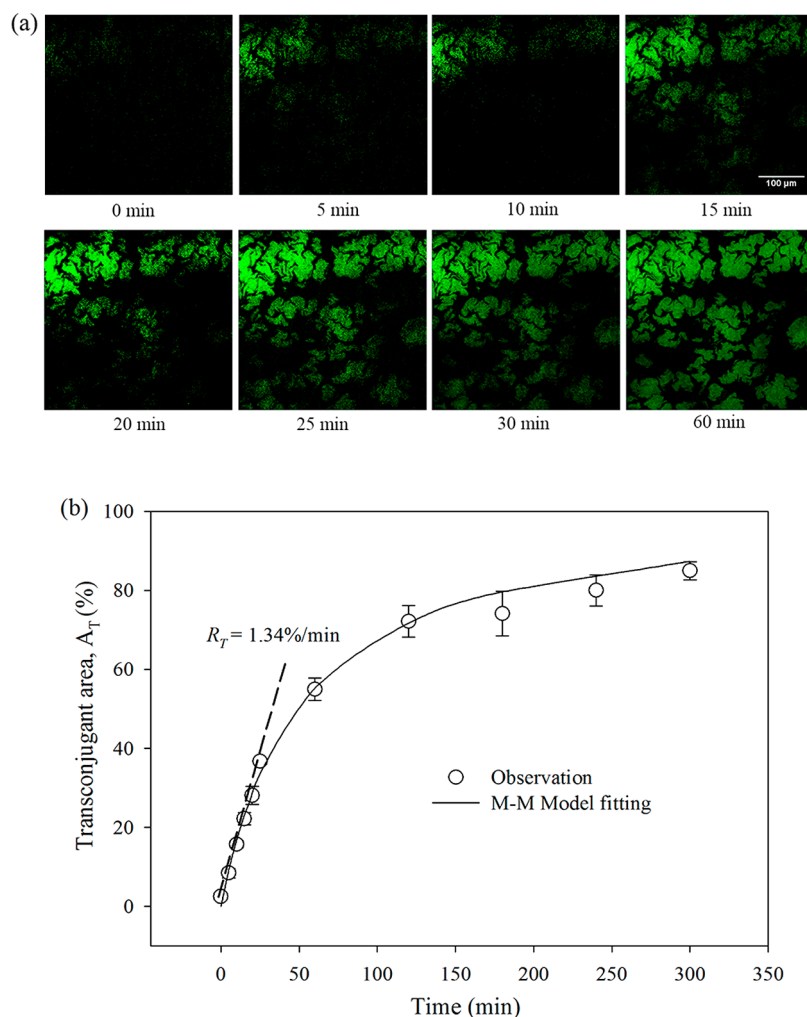 (a)
0 min
5 min
10 min
15 min
100 µm
20 min
25 min
30 min
60 min
(b)
100
80
60
40
20
0
Transconjugant area, A_T (%)
R_T = 1.34%/min
Observation
M-M Model fitting
0 50 100 150 200 250 300 350
Time (min)